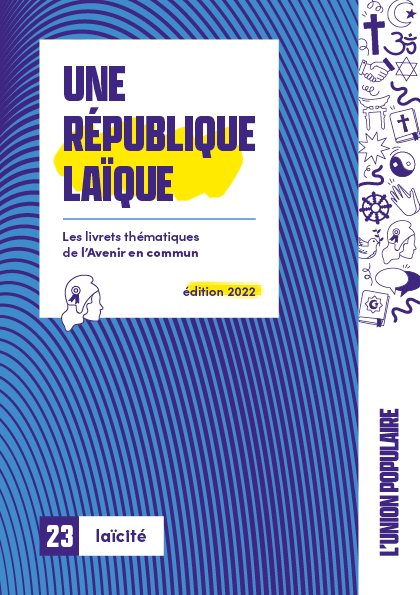 UNE
RÉPUBLIQUE
LAÏQUE
Les livrets thématiques
de l'Avenir en commun
édition 2022
23 laïcité
L'UNION POPULAIRE